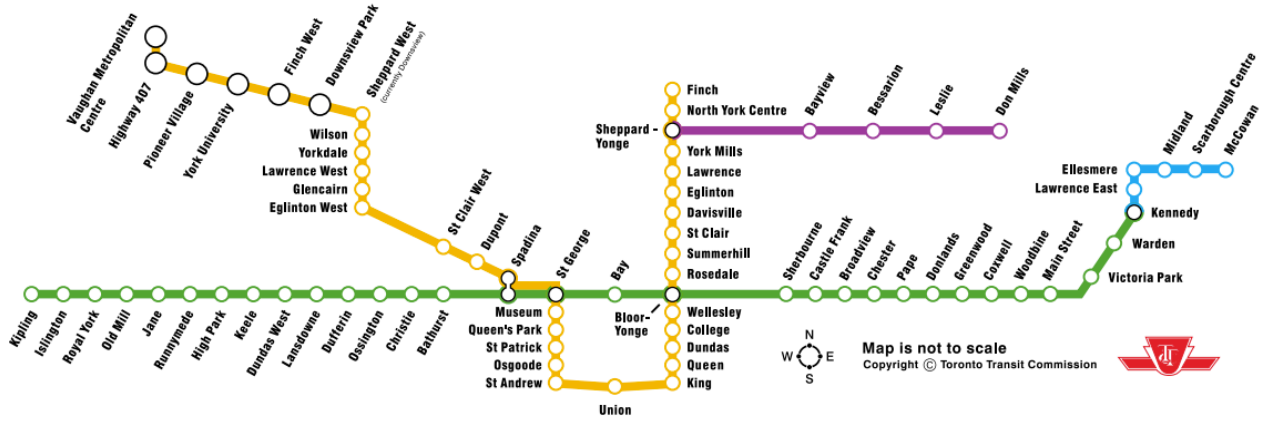 Vaughan Metropolitan
Centre
Highway 407
Pioneer Village
York University
Finch West
Downsview Park
Sheppard West
(currently Downsview)
Wilson
Yorkdale
Lawrence West
Glencairn
Eglinton West
St Clair West
Dupont
Spadina
St George
Museum
Queen's Park
St Patrick
Osgoode
St Andrew
Union
King
Queen
Dundas
College
Wellesley
Bloor-
Yonge
Rosedale
Summerhill
St Clair
Davisville
Eglinton
Lawrence
York Mills
Sheppard -
Yonge
North York Centre
Finch
Bayview
Bessarion
Leslie
Don Mills
Kipling
Islington
Royal York
Old Mill
Jane
Runnymede
High Park
Keele
Dundas West
Lansdowne
Dufferin
Ossington
Christie
Bathurst
Bay
Sherbourne
Castle Frank
Broadview
Chester
Pape
Donlands
Greenwood
Coxwell
Woodbine
Main Street
Victoria Park
Warden
Kennedy
Lawrence East
Ellesmere
Midland
Scarborough Centre
McCowan
N
W E
S
Map is not to scale
Copyright © Toronto Transit Commission
TTC